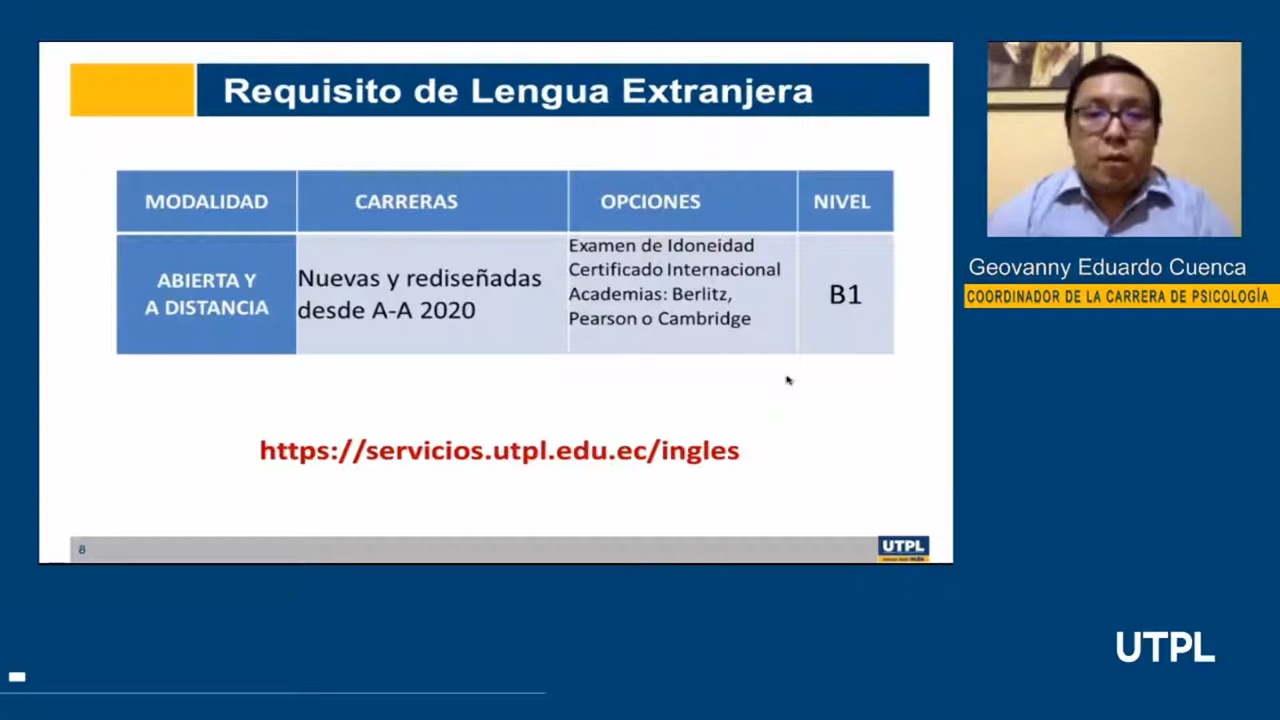 Requisito de Lengua Extranjera
MODALIDAD
CARRERAS
OPCIONES
NIVEL
ABIERTA Y
A DISTANCIA
Nuevas y rediseñadas
desde A-A 2020
Examen de Idoneidad
Certificado Internacional
Academias: Berlitz,
Pearson o Cambridge
B1
https://servicios.utpl.edu.ec/ingles
8
UTPL
Geovanny Eduardo Cuenca
COORDINADOR DE LA CARRERA DE PSICOLOGÍA
UTPL